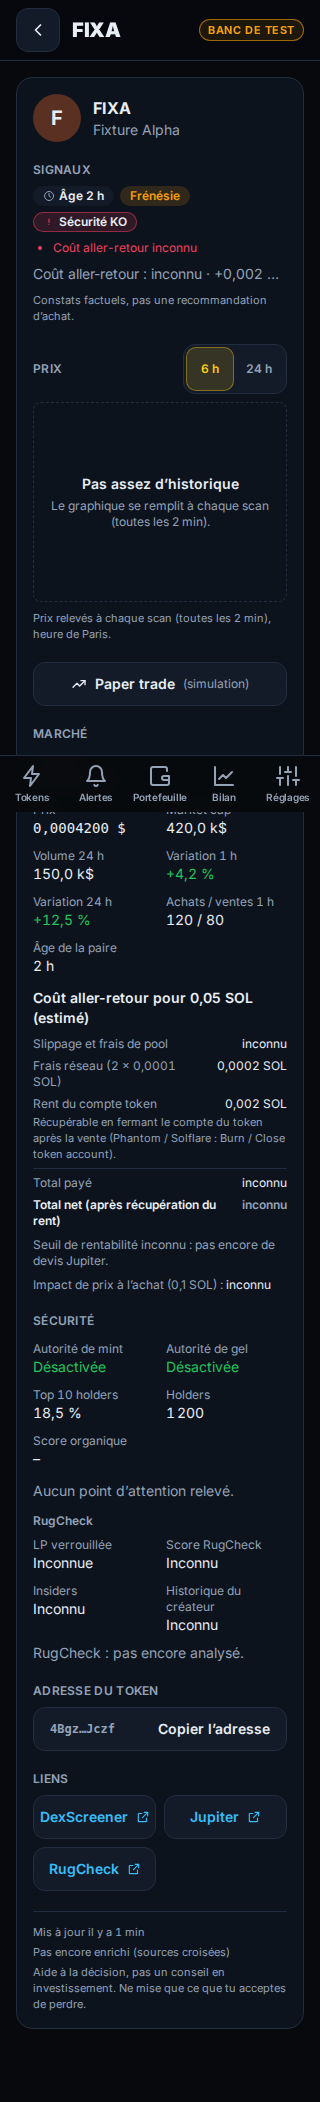 FIXA
BANC DE TEST
F
FIXA
Fixture Alpha
SIGNAUX
Âge 2 h
Frénésie
! Sécurité KO
• Coût aller-retour inconnu
Coût aller-retour : inconnu · +0,002 ...
Constats factuels, pas une recommandation
d’achat.
PRIX
6 h
24 h
Pas assez d’historique
Le graphique se remplit à chaque scan
(toutes les 2 min).
Prix relevés à chaque scan (toutes les 2 min),
heure de Paris.
Paper trade (simulation)
MARCHÉ
Tokens
Alertes
Portefeuille
Bilan
Réglages
0,0004200 $
420,0 k$
Volume 24 h
Variation 1 h
150,0 k$
+4,2 %
Variation 24 h
Achats / ventes 1 h
+12,5 %
120 / 80
Âge de la paire
2 h
Coût aller-retour pour 0,05 SOL
(estimé)
Slippage et frais de pool
inconnu
Frais réseau (2 × 0,0001
SOL)
0,0002 SOL
Rent du compte token
0,002 SOL
Récupérable en fermant le compte du token
après la vente (Phantom / Solflare : Burn / Close
token account).
Total payé
inconnu
Total net (après récupération du
rent)
inconnu
Seuil de rentabilité inconnu : pas encore de
devis Jupiter.
Impact de prix à l’achat (0,1 SOL) : inconnu
SÉCURITÉ
Autorité de mint
Autorité de gel
Désactivée
Désactivée
Top 10 holders
Holders
18,5 %
1 200
Score organique
–
Aucun point d’attention relevé.
RugCheck
LP verrouillée
Score RugCheck
Inconnue
Inconnu
Insiders
Historique du
créateur
Inconnu
Inconnu
RugCheck : pas encore analysé.
ADRESSE DU TOKEN
4Bgz…Jczf
Copier l’adresse
LIENS
DexScreener
Jupiter
RugCheck
Mis à jour il y a 1 min
Pas encore enrichi (sources croisées)
Aide à la décision, pas un conseil en
investissement. Ne mise que ce que tu acceptes
de perdre.